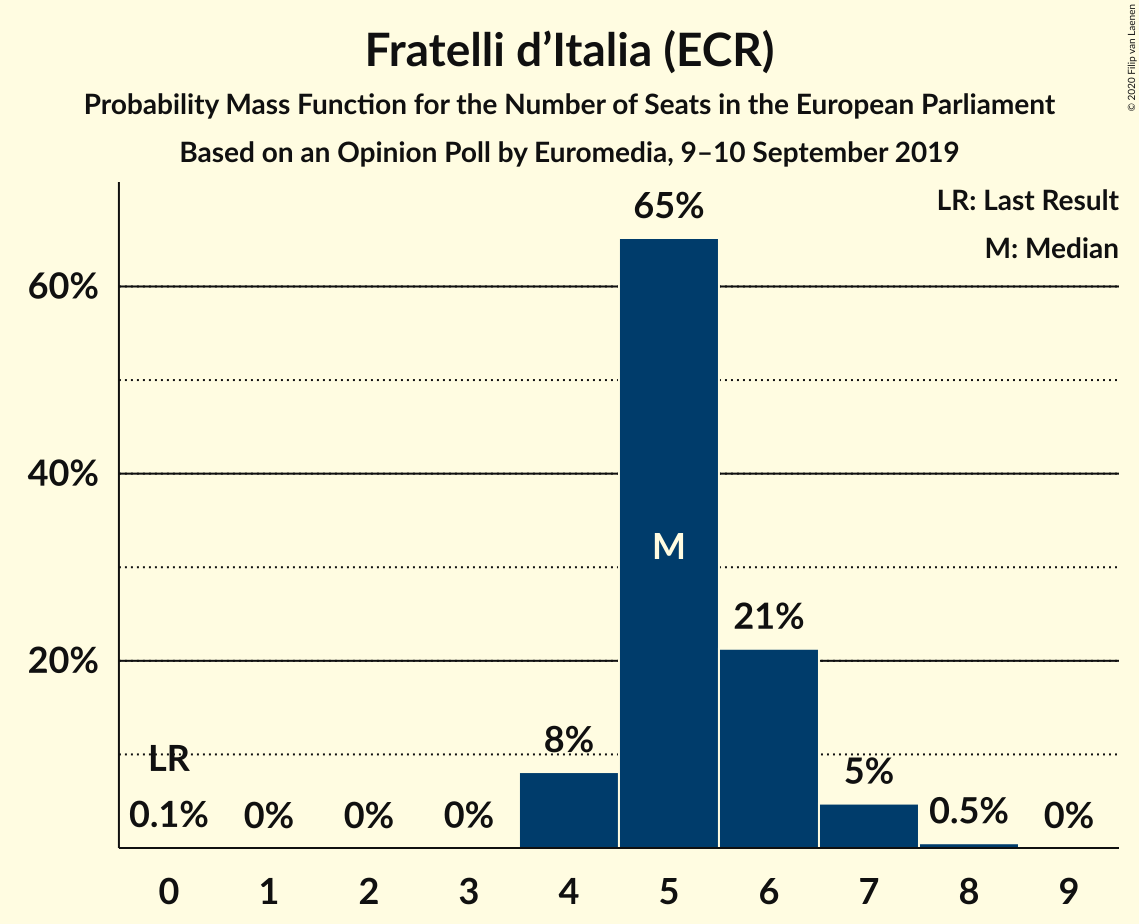 Fratelli d’Italia (ECR)
Probability Mass Function for the Number of Seats in the European Parliament
Based on an Opinion Poll by Euromedia, 9–10 September 2019
© 2020 Filip van Laenen
LR: Last Result
M: Median
65%
60%
40%
M
21%
20%
8%
LR
5%
0.1% 0% 0% 0% 0.5% 0%
0 1 2 3 4 5 6 7 8 9